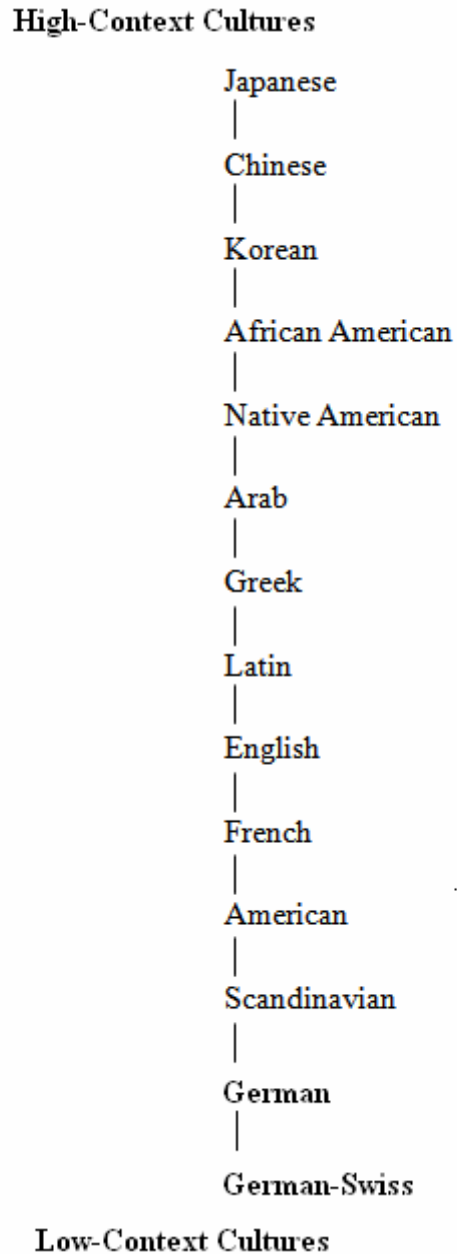 High-Context Cultures
Japanese
Chinese
Korean
African American
Native American
Arab
Greek
Latin
English
French
American
Scandinavian
German
German-Swiss
Low-Context Cultures